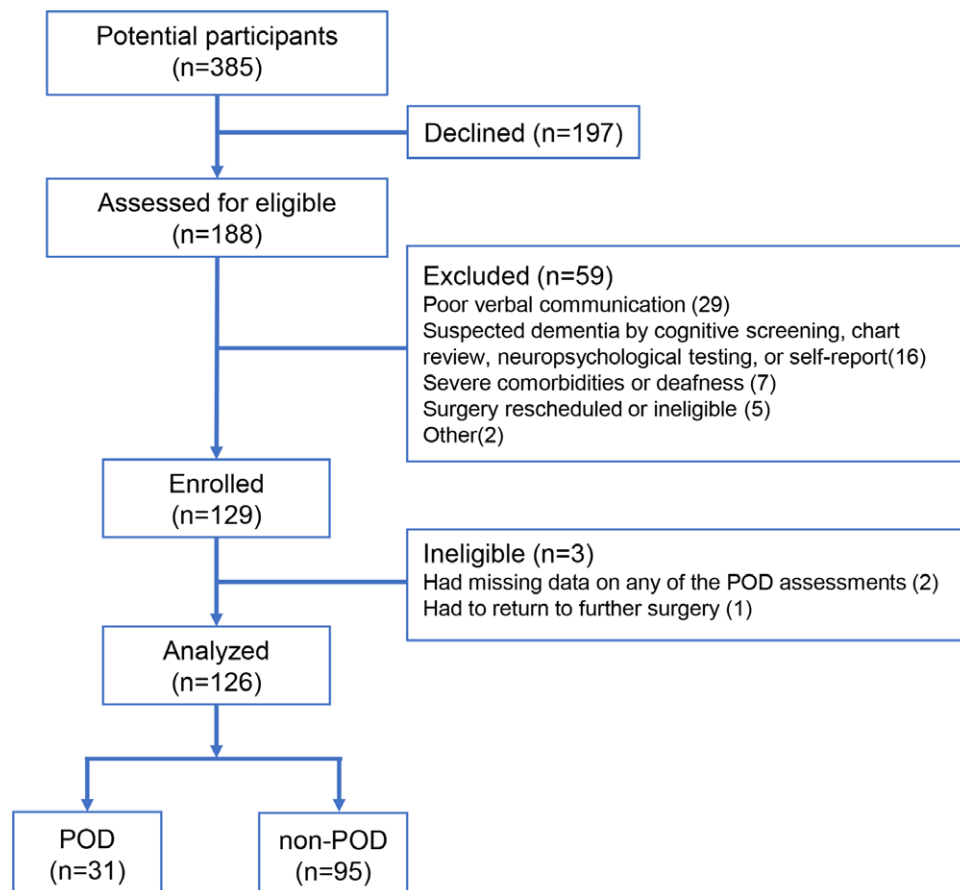 Potential participants
(n=385)
Declined (n=197)
Assessed for eligible
(n=188)
Excluded (n=59)
Poor verbal communication (29)
Suspected dementia by cognitive screening, chart
review, neuropsychological testing, or self-report(16)
Severe comorbidities or deafness (7)
Surgery rescheduled or ineligible (5)
Other(2)
Enrolled
(n=129)
Ineligible (n=3)
Had missing data on any of the POD assessments (2)
Had to return to further surgery (1)
Analyzed
(n=126)
POD
(n=31)
non-POD
(n=95)